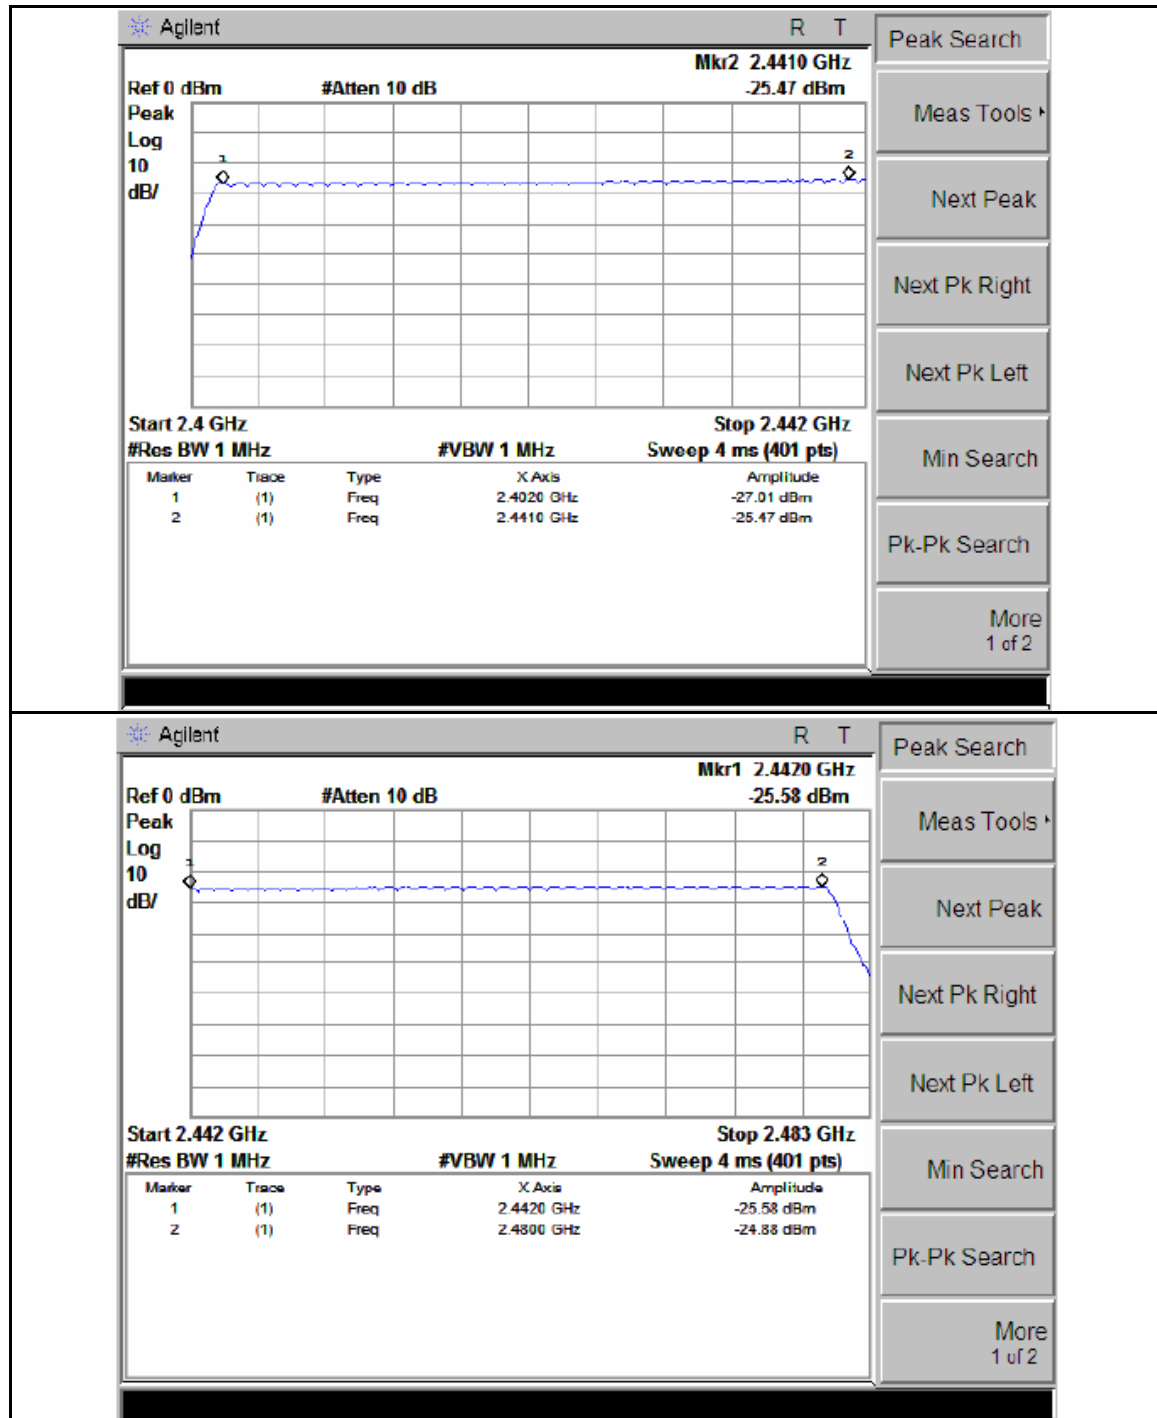 Agilent R T
Peak Search
Mkr2 2.4410 GHz
Ref 0 dBm #Atten 10 dB -25.47 dBm
Peak
Log
10
dB/
1
2
Meas Tools
Next Peak
Next Pk Right
Next Pk Left
Start 2.4 GHz Stop 2.442 GHz
#Res BW 1 MHz #VBW 1 MHz Sweep 4 ms (401 pts)
Marker Trace Type X Axis Amplitude
1 (1) Freq 2.4020 GHz -27.01 dBm
2 (1) Freq 2.4410 GHz -25.47 dBm
Min Search
Pk-Pk Search
More
1 of 2
Agilent R T
Peak Search
Mkr1 2.4420 GHz
Ref 0 dBm #Atten 10 dB -25.58 dBm
Peak
Log
10
dB/
1
2
Meas Tools
Next Peak
Next Pk Right
Next Pk Left
Start 2.442 GHz Stop 2.483 GHz
#Res BW 1 MHz #VBW 1 MHz Sweep 4 ms (401 pts)
Marker Trace Type X Axis Amplitude
1 (1) Freq 2.4420 GHz -25.58 dBm
2 (1) Freq 2.4800 GHz -24.88 dBm
Min Search
Pk-Pk Search
More
1 of 2